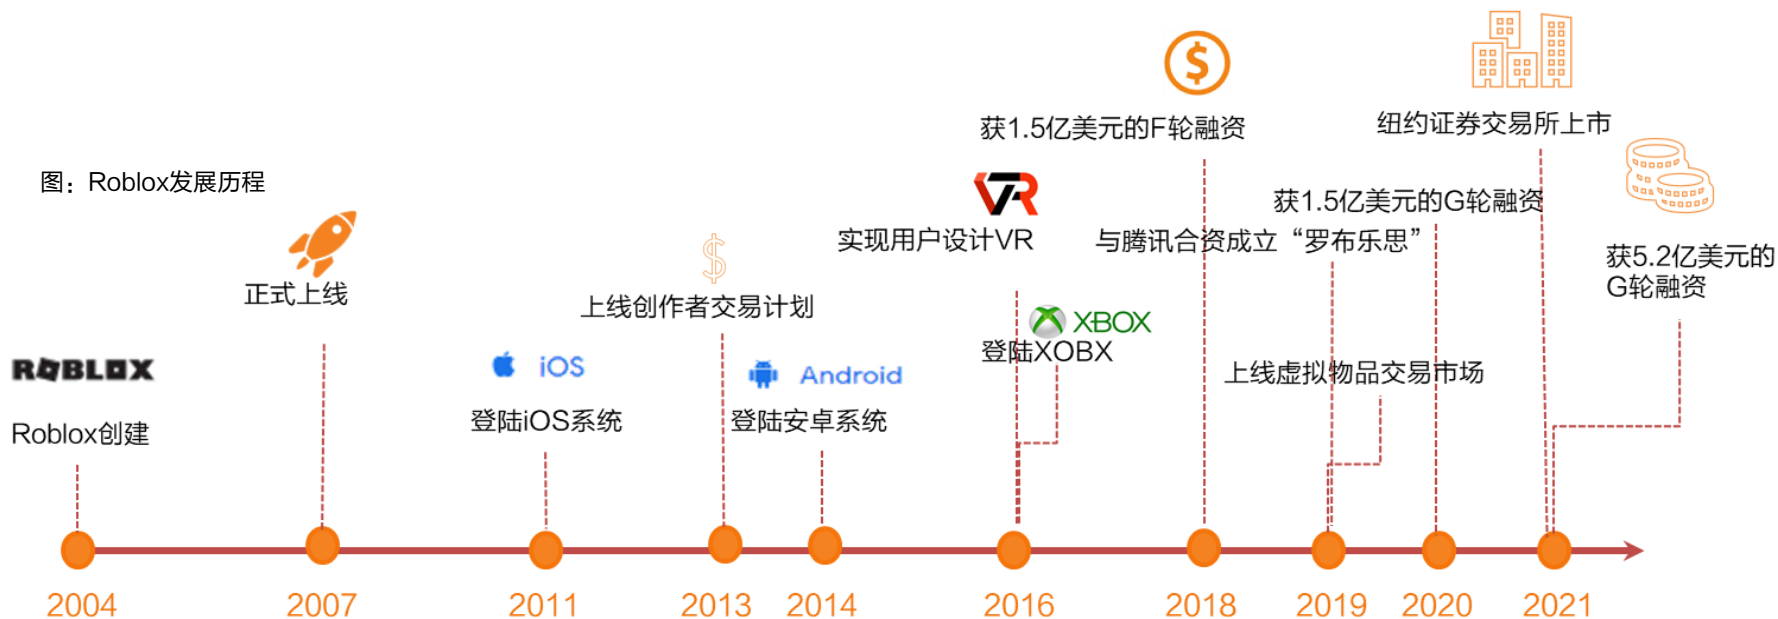 获1.5亿美元的F轮融资
纽约证券交易所上市
图：Roblox发展历程
VR
获1.5亿美元的G轮融资
实现用户设计VR
与腾讯合资成立“罗布乐思”
获5.2亿美元的
G轮融资
正式上线
上线创作者交易计划
XBOX
登陆XOBX
ROBLOX
iOS
Android
上线虚拟物品交易市场
Roblox创建
登陆iOS系统
登陆安卓系统
2004
2007
2011
2013
2014
2016
2018
2019
2020
2021